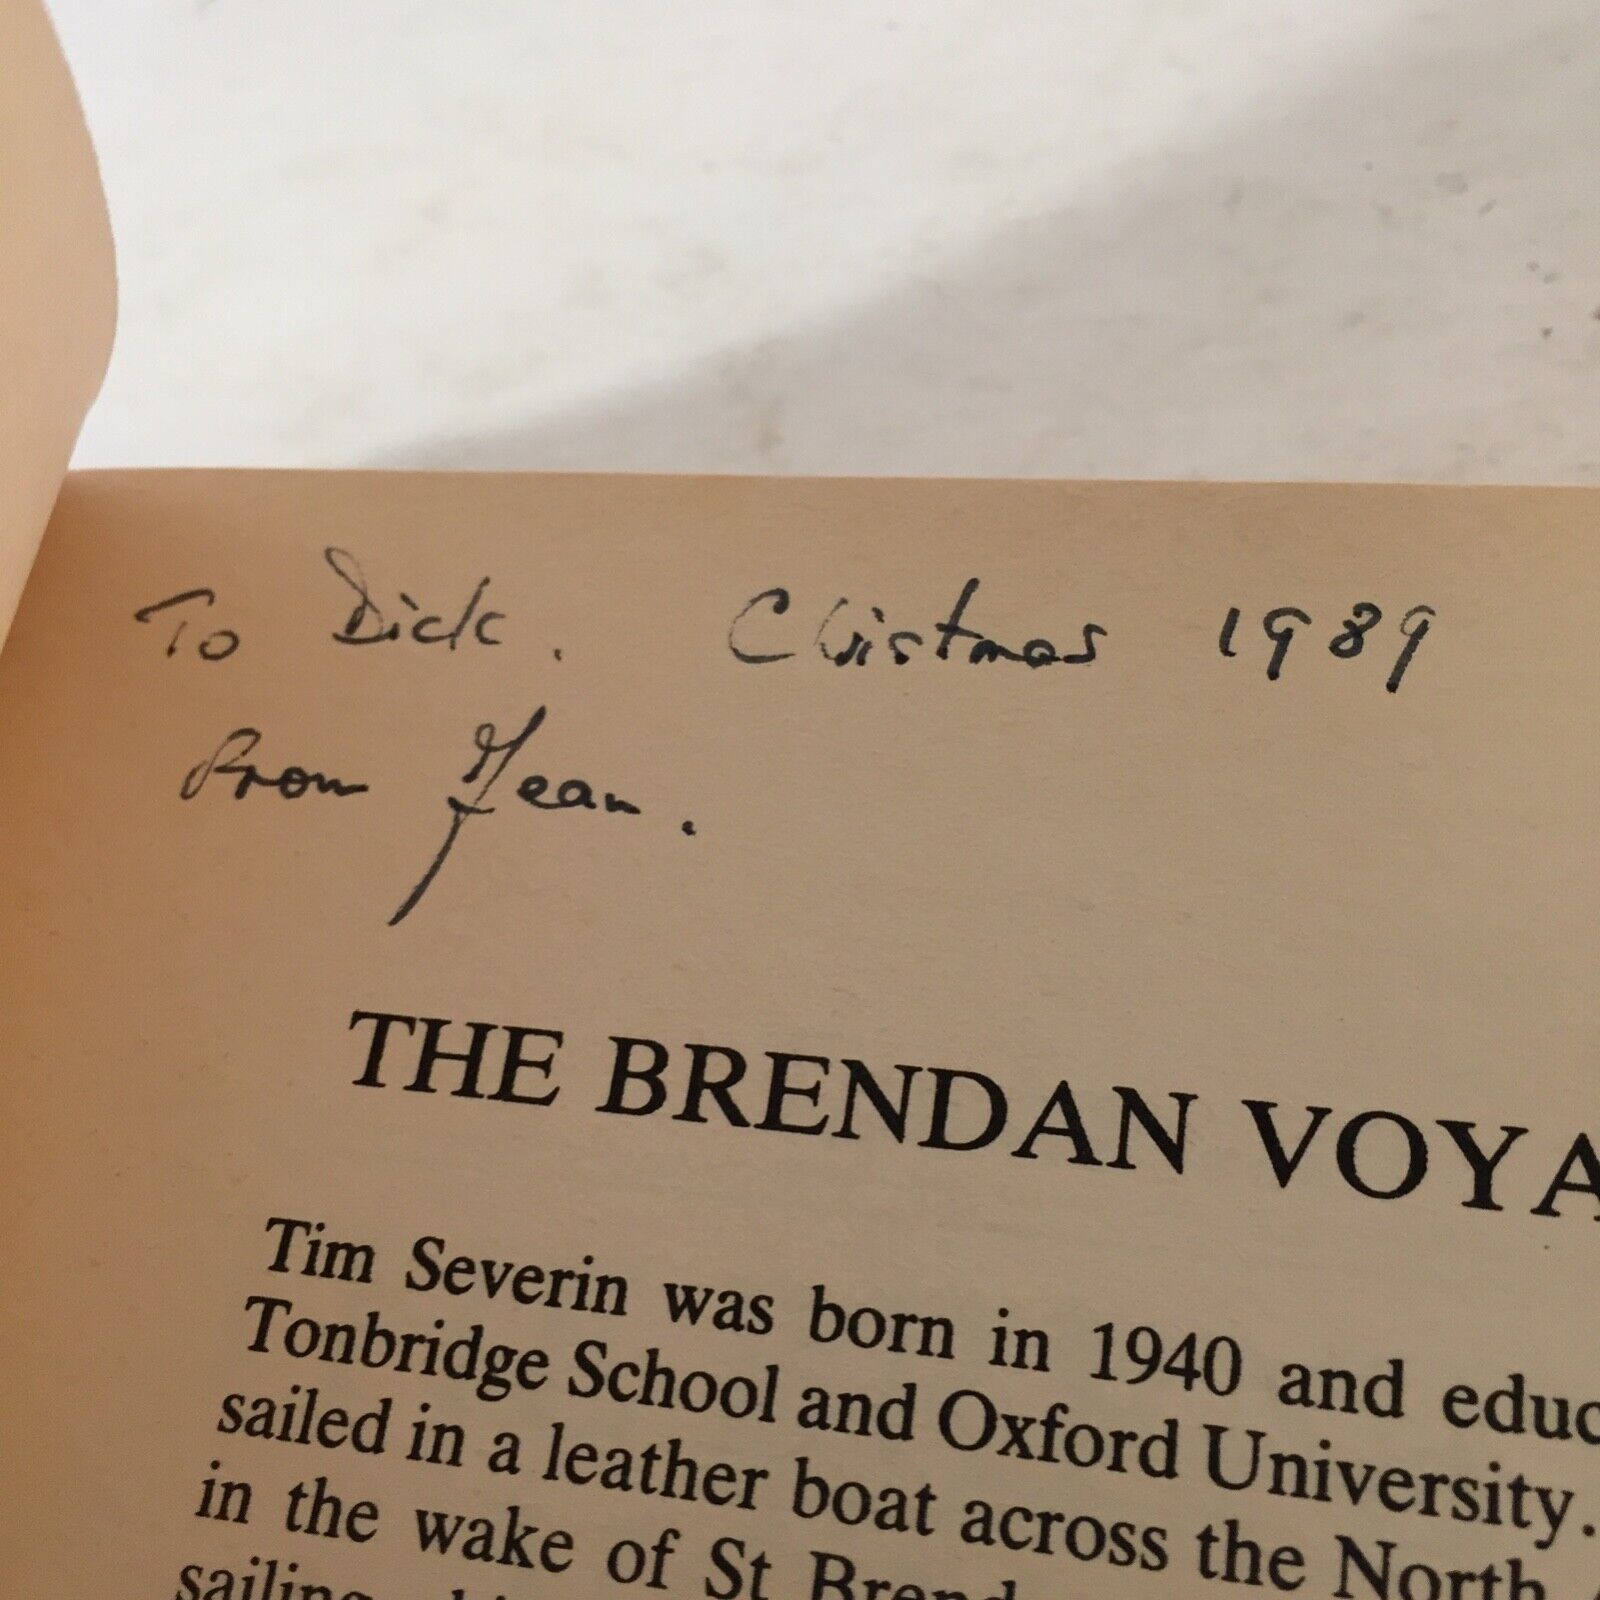 To Dick. Christmas 1989
From Jean.
THE BRENDAN VOYA
Tim Severin was born in 1940 and educ
Tonbridge School and Oxford University.
sailed in a leather boat across the North
in the wake of St Brend
sailing